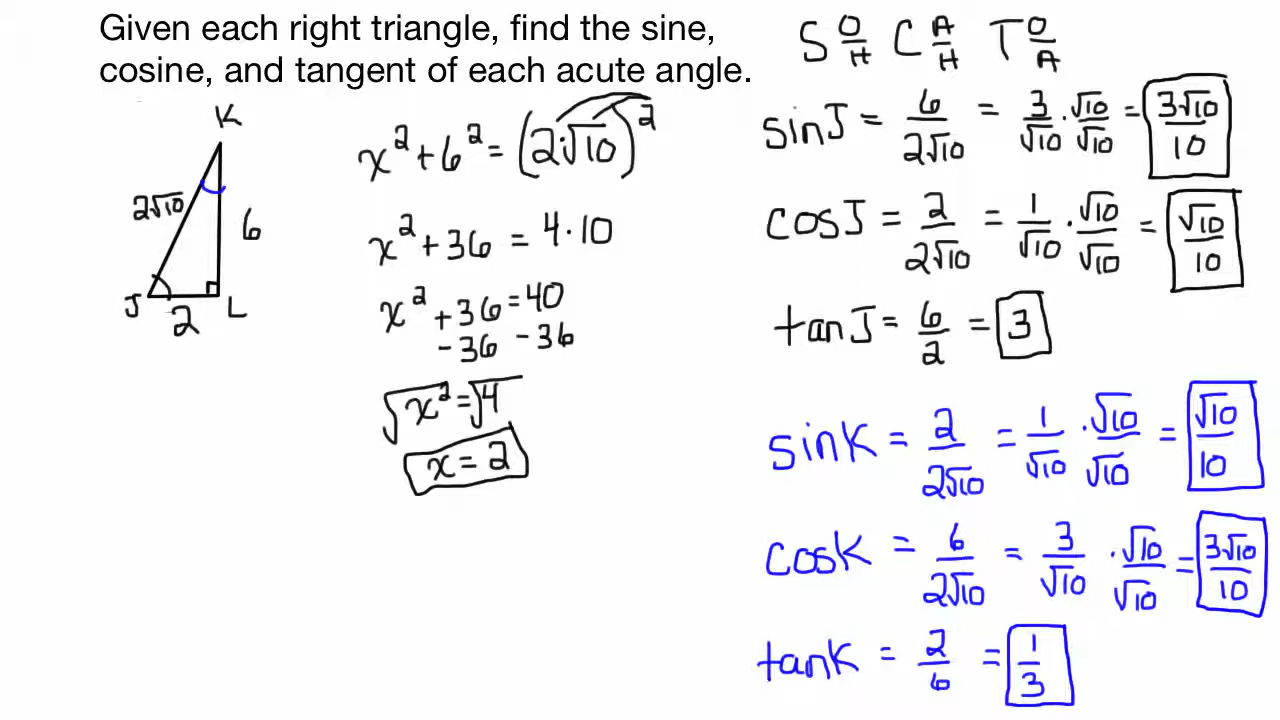 Given each right triangle, find the sine,
cosine, and tangent of each acute angle.
K
2√10
6
J
2
L
x² + 6² = (2√10)²
x² + 36 = 4·10
x² + 36 = 40
-36 -36
√x² = √4
x = 2
S O/H C A/H T O/A
sinJ = 6/2√10 = 3/√10 · √10/√10 = 3√10/10
cosJ = 2/2√10 = 1/√10 · √10/√10 = √10/10
tanJ = 6/2 = 3
sinK = 2/2√10 = 1/√10 · √10/√10 = √10/10
cosK = 6/2√10 = 3/√10 · √10/√10 = 3√10/10
tanK = 2/6 = 1/3